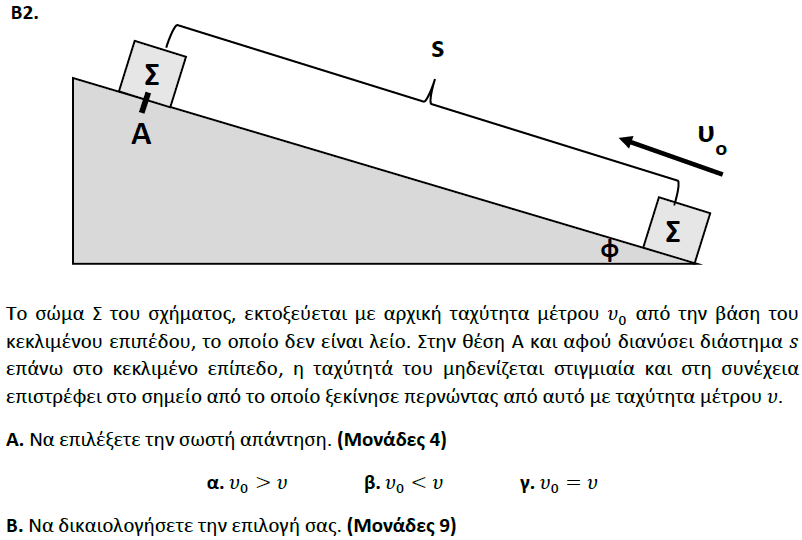 B2.
S
Σ
A
υo
Σ
φ
Το σώμα Σ του σχήματος, εκτοξεύεται με αρχική ταχύτητα μέτρου υ0 από την βάση του
κεκλιμένου επιπέδου, το οποίο δεν είναι λείο. Στην θέση Α και αφού διανύσει διάστημα s
επάνω στο κεκλιμένο επίπεδο, η ταχύτητά του μηδενίζεται στιγμιαία και στη συνέχεια
επιστρέφει στο σημείο από το οποίο ξεκίνησε περνώντας από αυτό με ταχύτητα μέτρου υ.
Α. Να επιλέξετε την σωστή απάντηση. (Μονάδες 4)
α. υ0 > υ β. υ0 < υ γ. υ0 = υ
Β. Να δικαιολογήσετε την επιλογή σας. (Μονάδες 9)